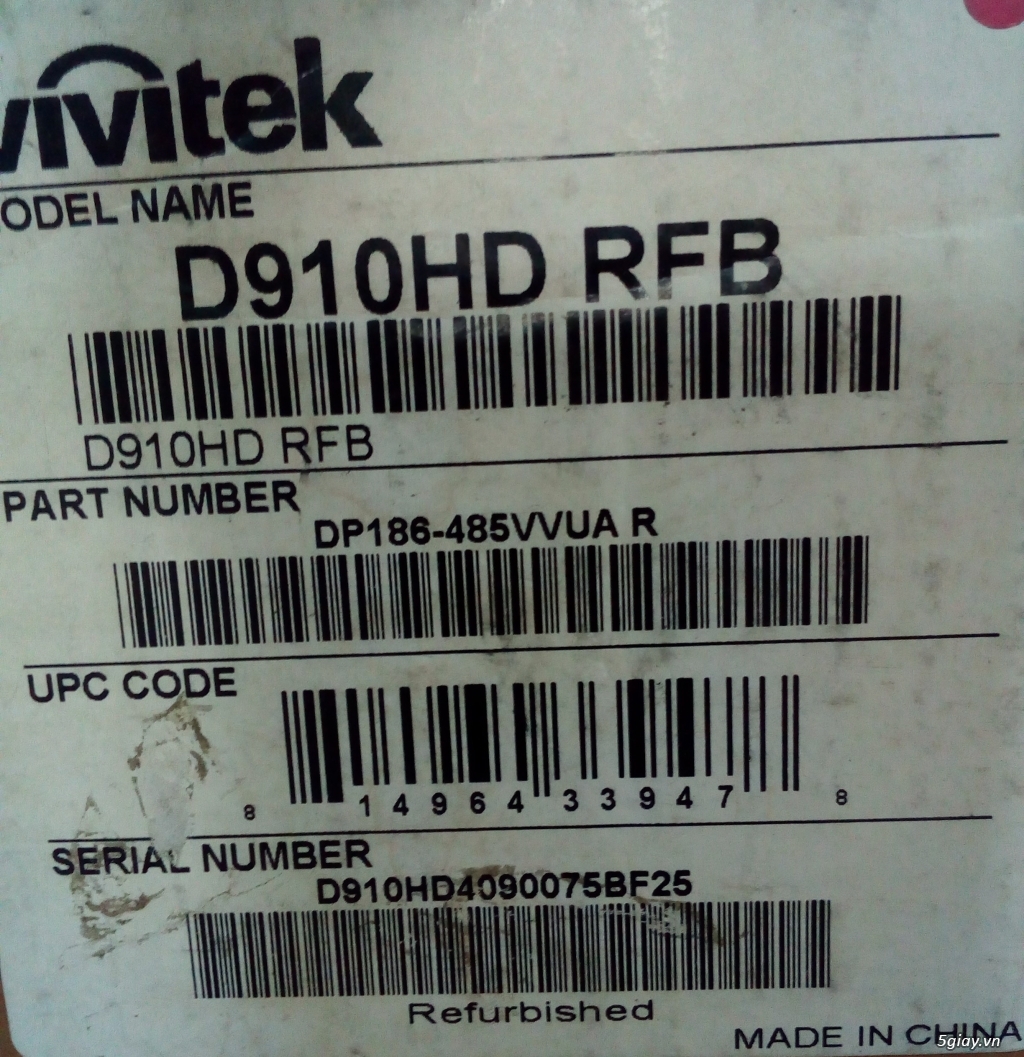 vivitek
ODEL NAME
D910HD RFB
D910HD RFB
PART NUMBER
DP186-485VVUA R
UPC CODE
8 14964 33947 8
SERIAL NUMBER
D910HD4090075BF25
Refurbished
MADE IN CHINA
5giay.vn